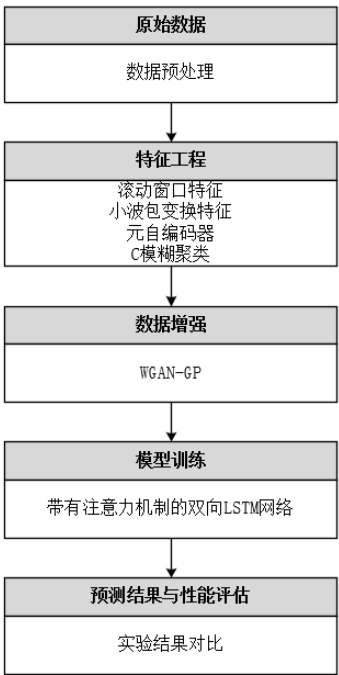 原始数据
数据预处理
特征工程
滚动窗口特征
小波包变换特征
元自编码器
C模糊聚类
数据增强
WGAN-GP
模型训练
带有注意力机制的双向LSTM网络
预测结果与性能评估
实验结果对比